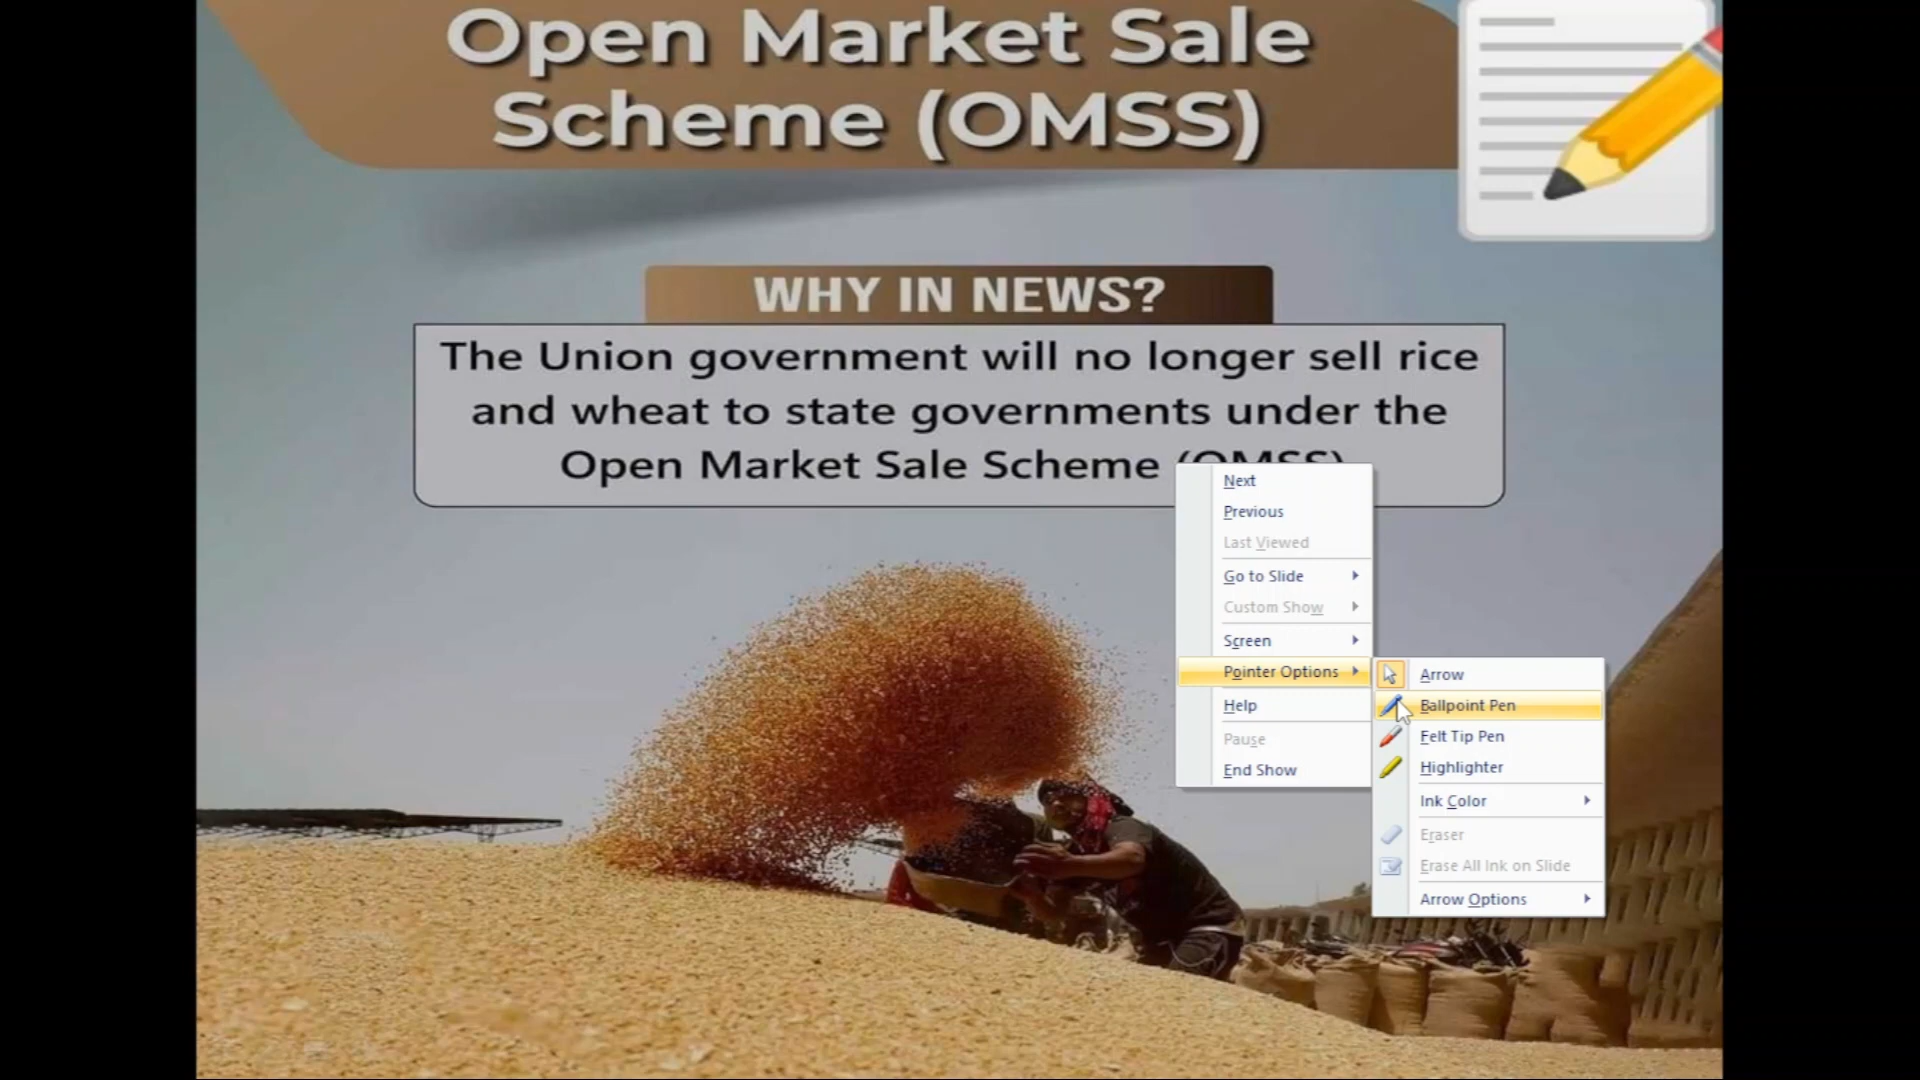 Open Market Sale
Scheme (OMSS)
WHY IN NEWS?
The Union government will no longer sell rice
and wheat to state governments under the
Open Market Sale Scheme (OMSS)
Next
Previous
Last Viewed
Go to Slide
Custom Show
Screen
Pointer Options
Help
Pause
End Show
Arrow
Ballpoint Pen
Felt Tip Pen
Highlighter
Ink Color
Eraser
Erase All Ink on Slide
Arrow Options